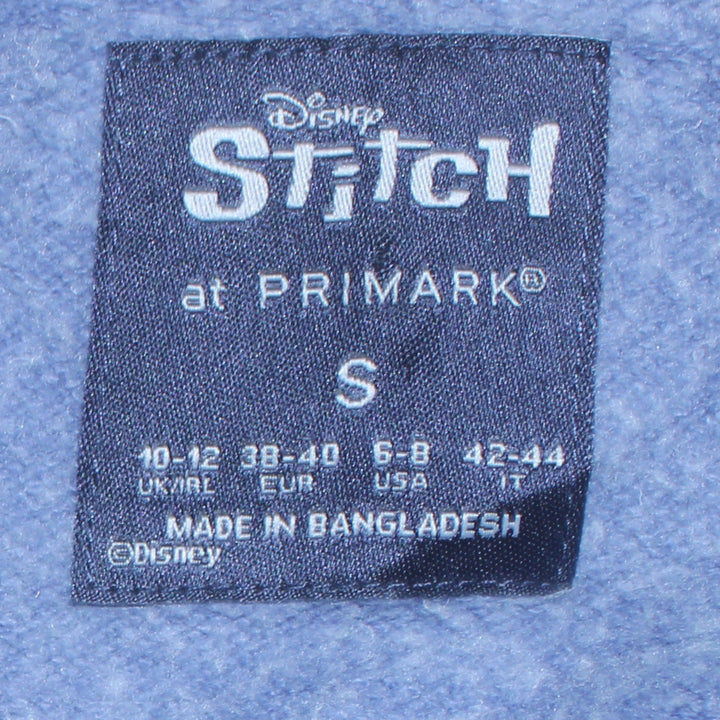 Disney
Stitch
at PRIMARK®
S
10-12 38-40 6-8 42-44
UK/IRL EUR USA IT
MADE IN BANGLADESH
©Disney